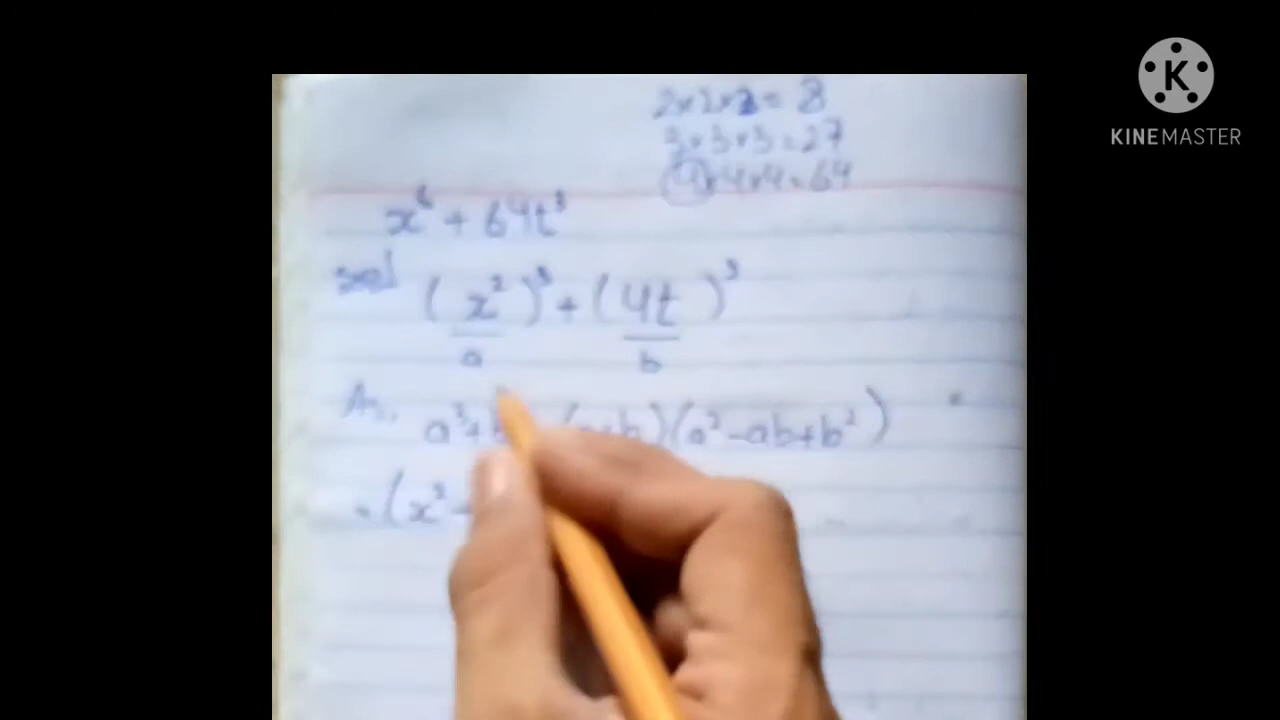 2×2×2=8
3×3×3=27
4×4×4=64
x⁶ + 64t³
Sol
(x²)³ + (4t)³
a b
a³+b (a+b)(a²-ab+b²)
= (x²
KINEMASTER